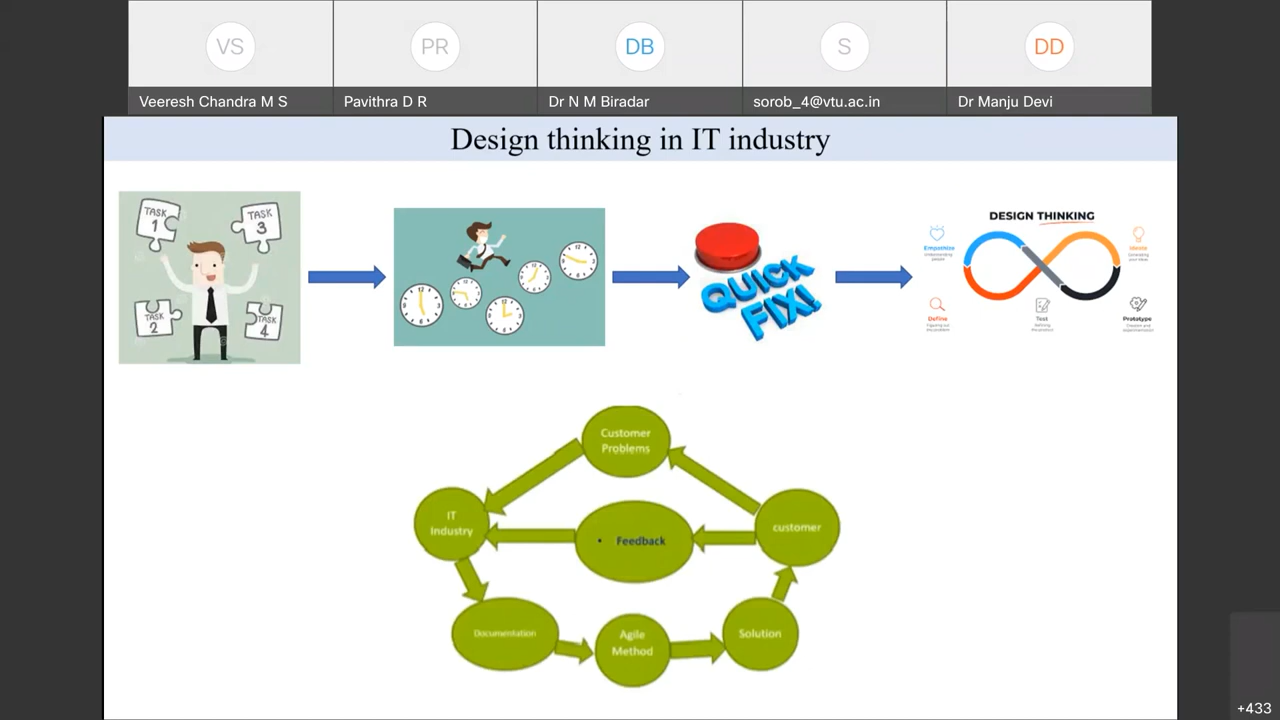 VS
PR
DB
S
DD
Veeresh Chandra M S
Pavithra D R
Dr N M Biradar
sorob_4@vtu.ac.in
Dr Manju Devi
Design thinking in IT industry
TASK
1
TASK
3
TASK
2
TASK
4
QUICK
FIX!
DESIGN THINKING
Empathize
Ideate
Define
Test
Prototype
Customer
Problems
IT
Industry
• Feedback
customer
Documentation
Agile
Method
Solution
+433